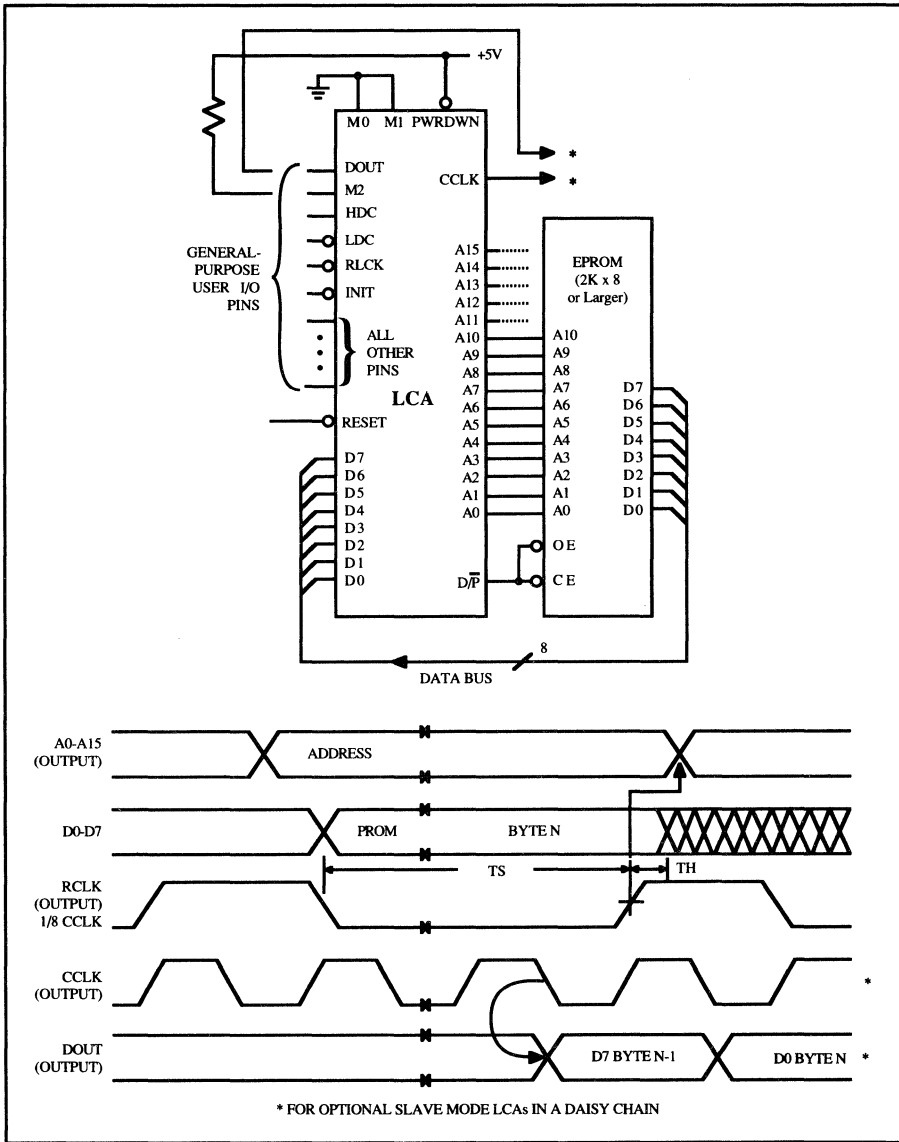 +5V
M0 M1 PWRDWN
*
*
DOUT
M2
HDC
LDC
RLCK
INIT
GENERAL-
PURPOSE
USER I/O
PINS
ALL
OTHER
PINS
LCA
RESET
D7
D6
D5
D4
D3
D2
D1
D0
CCLK
A15
A14
A13
A12
A11
A10
A9
A8
A7
A6
A5
A4
A3
A2
A1
A0
D/P
EPROM
(2K x 8
or Larger)
A10
A9
A8
A7
A6
A5
A4
A3
A2
A1
A0
OE
CE
D7
D6
D5
D4
D3
D2
D1
D0
8
DATA BUS
A0-A15
(OUTPUT)
ADDRESS
D0-D7
PROM BYTE N
TS TH
RCLK
(OUTPUT)
1/8 CCLK
CCLK
(OUTPUT)
*
DOUT
(OUTPUT)
D7 BYTE N-1 D0 BYTE N *
* FOR OPTIONAL SLAVE MODE LCAs IN A DAISY CHAIN